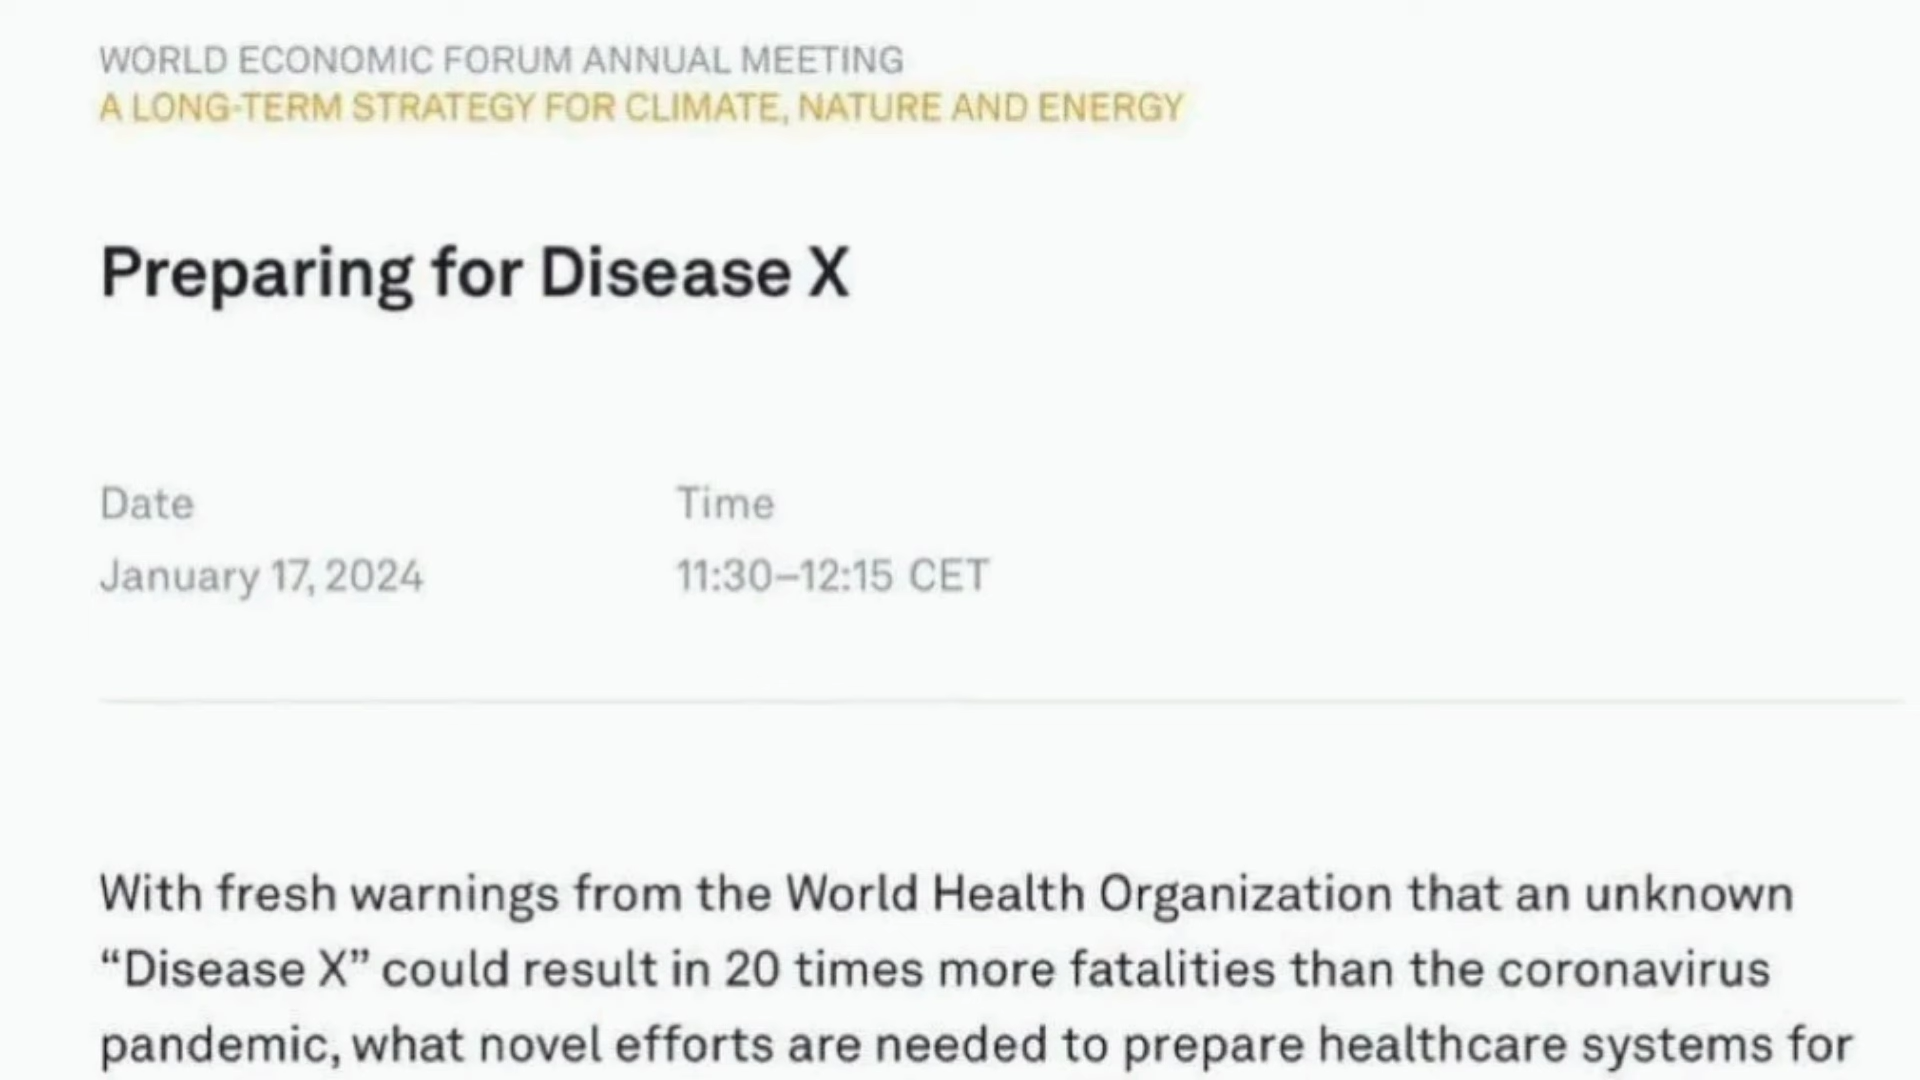 WORLD ECONOMIC FORUM ANNUAL MEETING
A LONG-TERM STRATEGY FOR CLIMATE, NATURE AND ENERGY
Preparing for Disease X
Date
Time
January 17, 2024
11:30–12:15 CET
With fresh warnings from the World Health Organization that an unknown
“Disease X” could result in 20 times more fatalities than the coronavirus
pandemic, what novel efforts are needed to prepare healthcare systems for